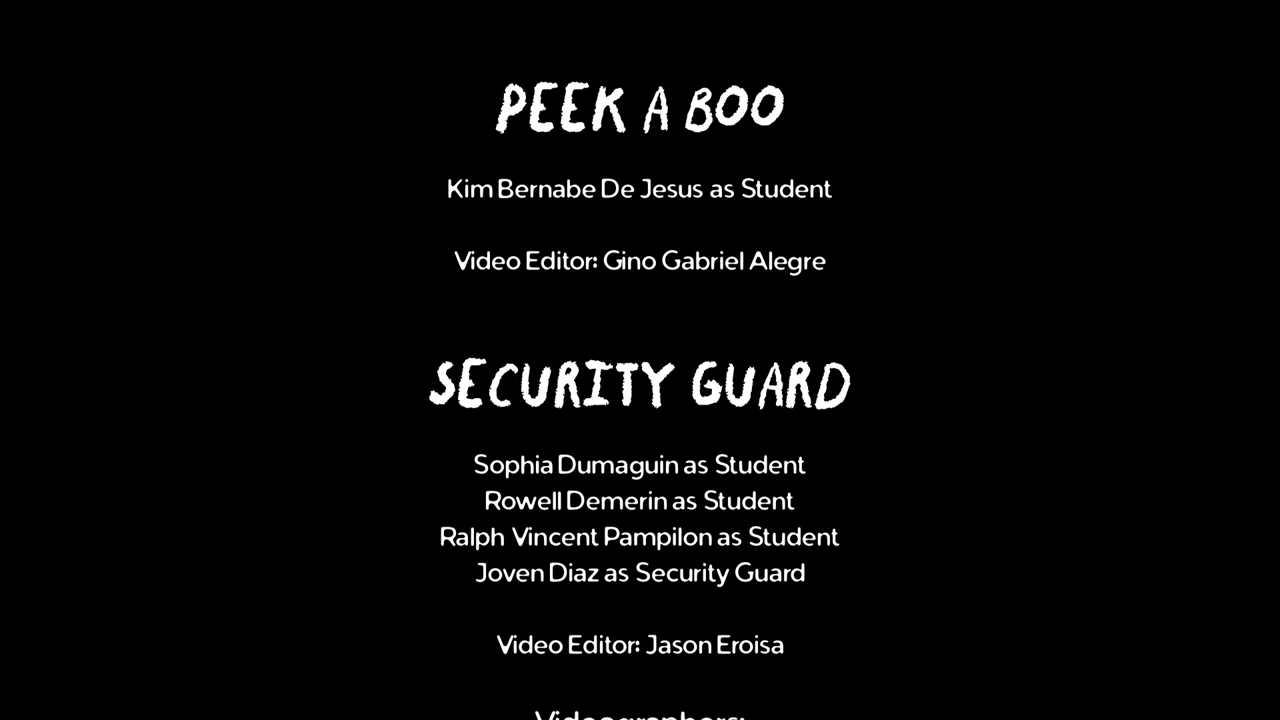 PEEK A BOO
Kim Bernabe De Jesus as Student
Video Editor: Gino Gabriel Alegre
SECURITY GUARD
Sophia Dumaguin as Student
Rowell Demerin as Student
Ralph Vincent Pampilon as Student
Joven Diaz as Security Guard
Video Editor: Jason Eroisa
Videographers: